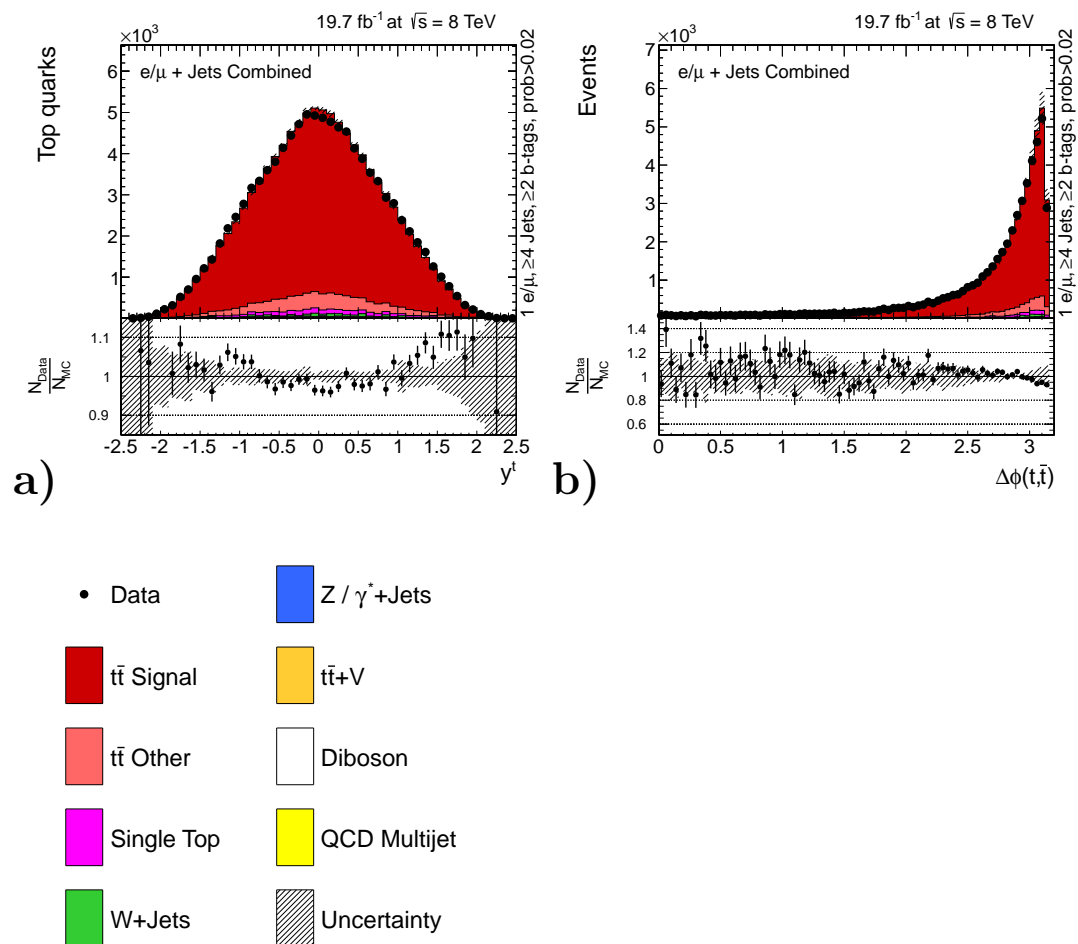 19.7 fb⁻¹ at √s = 8 TeV
×10³
e/μ + Jets Combined
Top quarks
6
5
4
3
2
1
1 e/μ, ≥4 Jets, ≥2 b-tags, prob>0.02
N_Data
N_MC
1.1
1
0.9
-2.5 -2 -1.5 -1 -0.5 0 0.5 1 1.5 2 2.5
y^t
a)
19.7 fb⁻¹ at √s = 8 TeV
×10³
e/μ + Jets Combined
Events
7
6
5
4
3
2
1
1 e/μ, ≥4 Jets, ≥2 b-tags, prob>0.02
N_Data
N_MC
1.4
1.2
1.0
0.8
0.6
0 0.5 1 1.5 2 2.5 3
Δϕ(t,t̄)
b)
Data
tt̄ Signal
tt̄ Other
Single Top
W+Jets
Z / γ*+Jets
tt̄+V
Diboson
QCD Multijet
Uncertainty